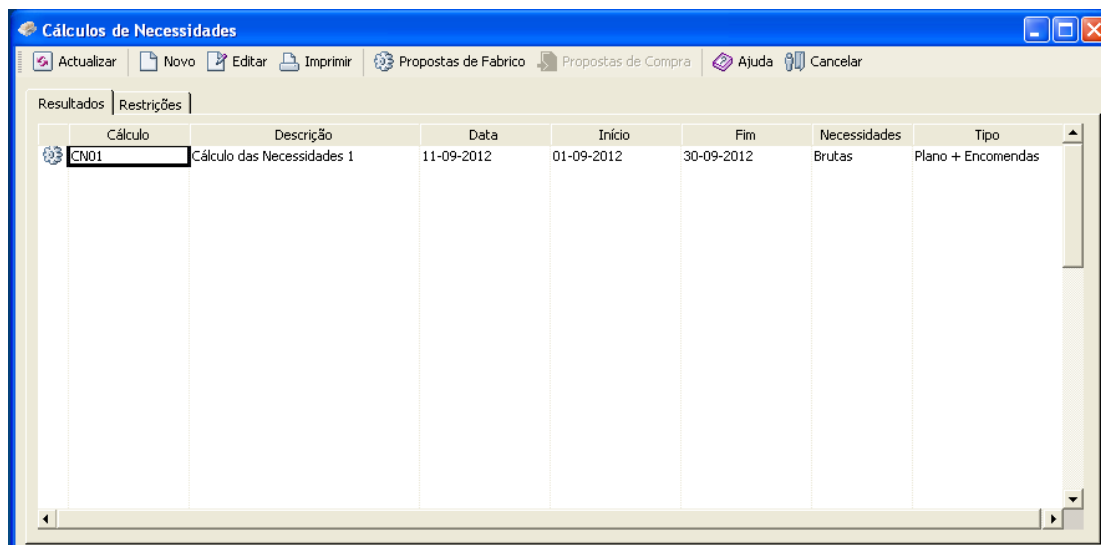 Cálculos de Necessidades
Actualizar Novo Editar Imprimir Propostas de Fabrico Propostas de Compra Ajuda Cancelar
Resultados Restrições
Cálculo Descrição Data Início Fim Necessidades Tipo
CN01 Cálculo das Necessidades 1 11-09-2012 01-09-2012 30-09-2012 Brutas Plano + Encomendas